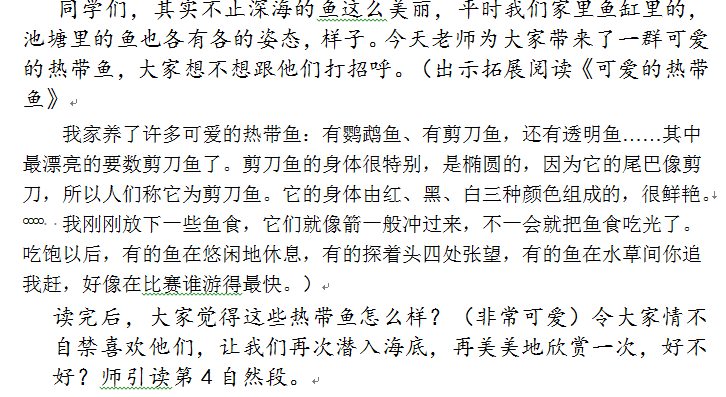 同学们，其实不止深海的鱼这么美丽，平时我们家里鱼缸里的，
池塘里的鱼也各有各的姿态，样子。今天老师为大家带来了一群可爱
的热带鱼，大家想不想跟他们打招呼。（出示拓展阅读《可爱的热带
鱼》
我家养了许多可爱的热带鱼：有鹦鹉鱼、有剪刀鱼，还有透明鱼……其中
最漂亮的要数剪刀鱼了。剪刀鱼的身体很特别，是椭圆的，因为它的尾巴像剪
刀，所以人们称它为剪刀鱼。它的身体由红、黑、白三种颜色组成的，很鲜艳。
我刚刚放下一些鱼食，它们就像箭一般冲过来，不一会就把鱼食吃光了。
吃饱以后，有的鱼在悠闲地休息，有的探着头四处张望，有的鱼在水草间你追
我赶，好像在比赛谁游得最快。）
读完后，大家觉得这些热带鱼怎么样？（非常可爱）令大家情不
自禁喜欢他们，让我们再次潜入海底，再美美地欣赏一次，好不
好？师引读第 4 自然段。